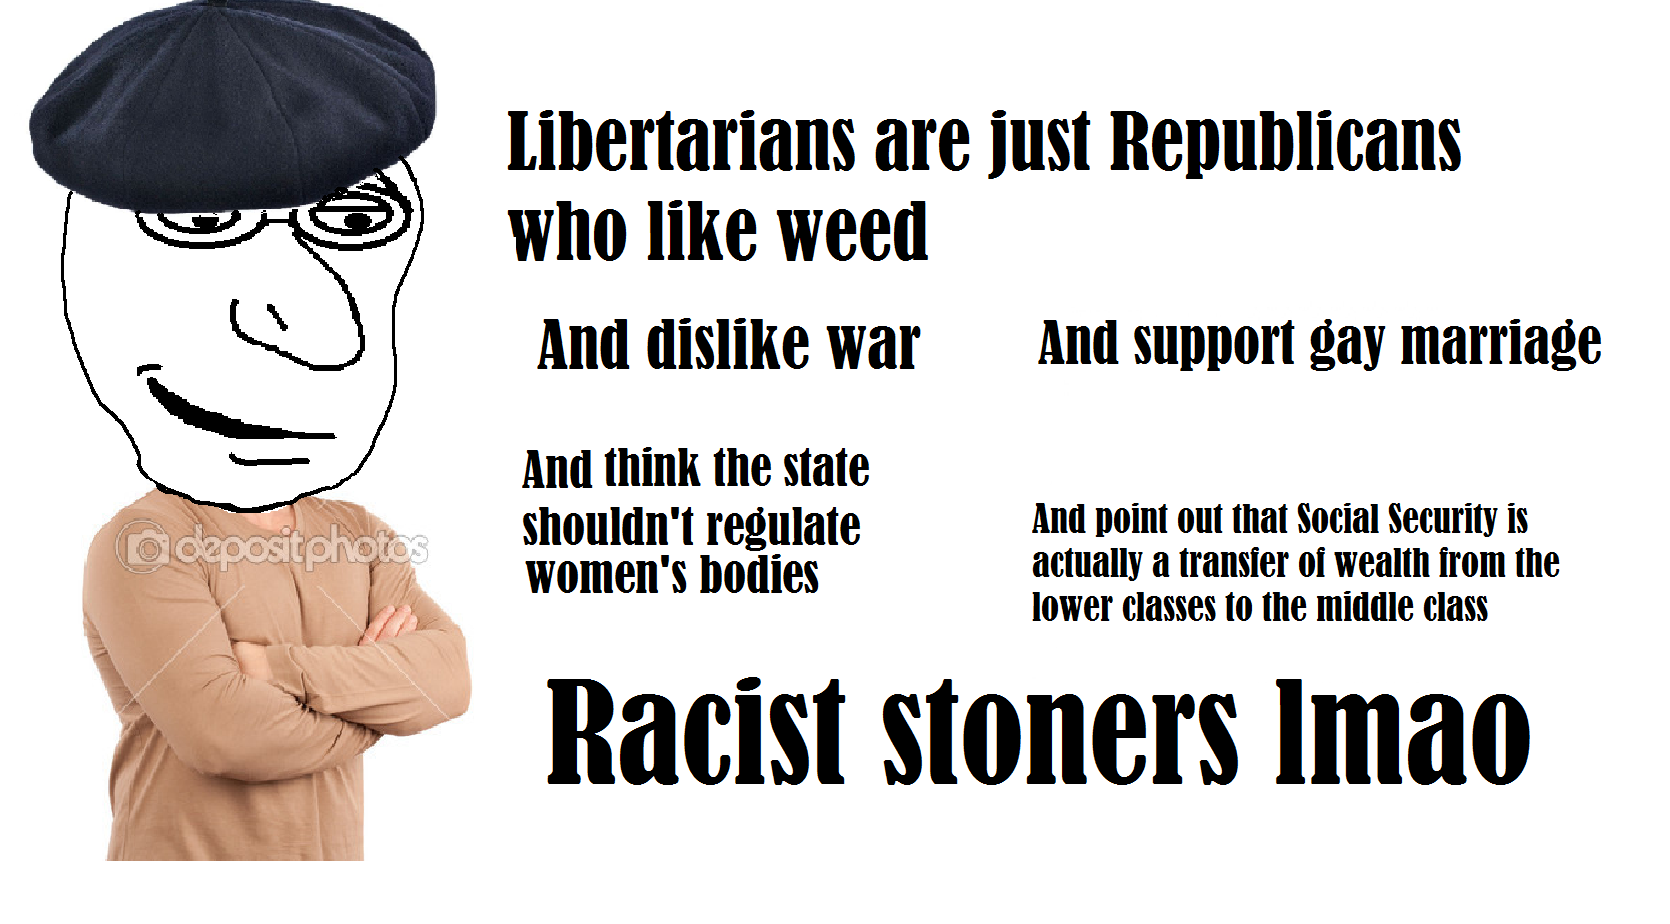 Libertarians are just Republicans
who like weed
And dislike war
And support gay marriage
And think the state
shouldn't regulate
women's bodies
And point out that Social Security is
actually a transfer of wealth from the
lower classes to the middle class
Racist stoners lmao
depositphotos